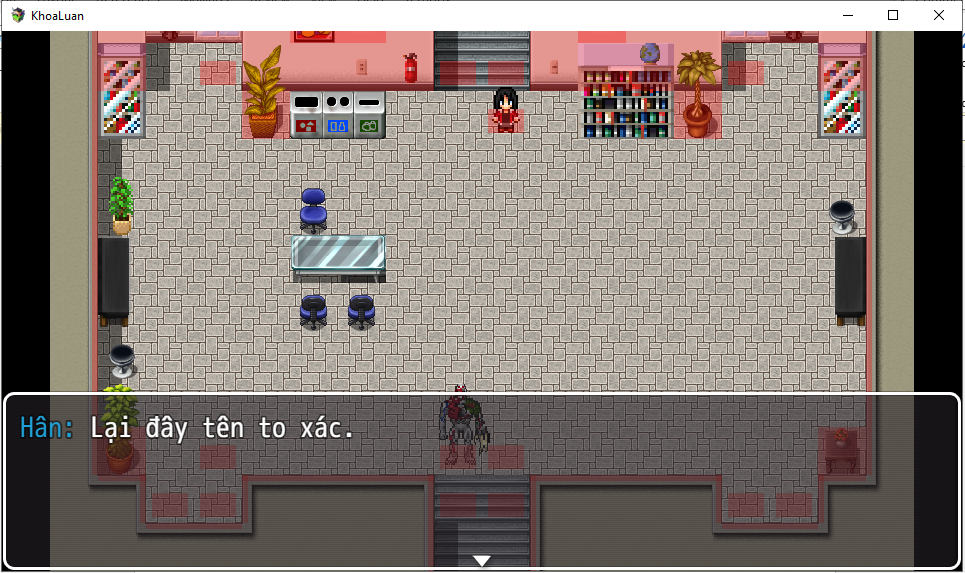 KhoaLuan
Hân: Lại đây tên to xác.